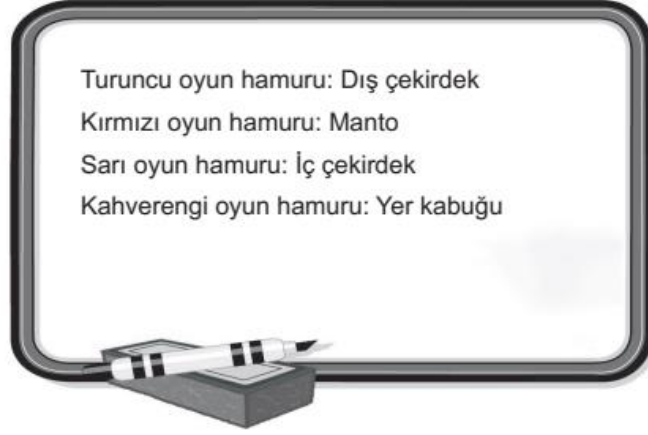 Turuncu oyun hamuru: Dış çekirdek
Kırmızı oyun hamuru: Manto
Sarı oyun hamuru: İç çekirdek
Kahverengi oyun hamuru: Yer kabuğu